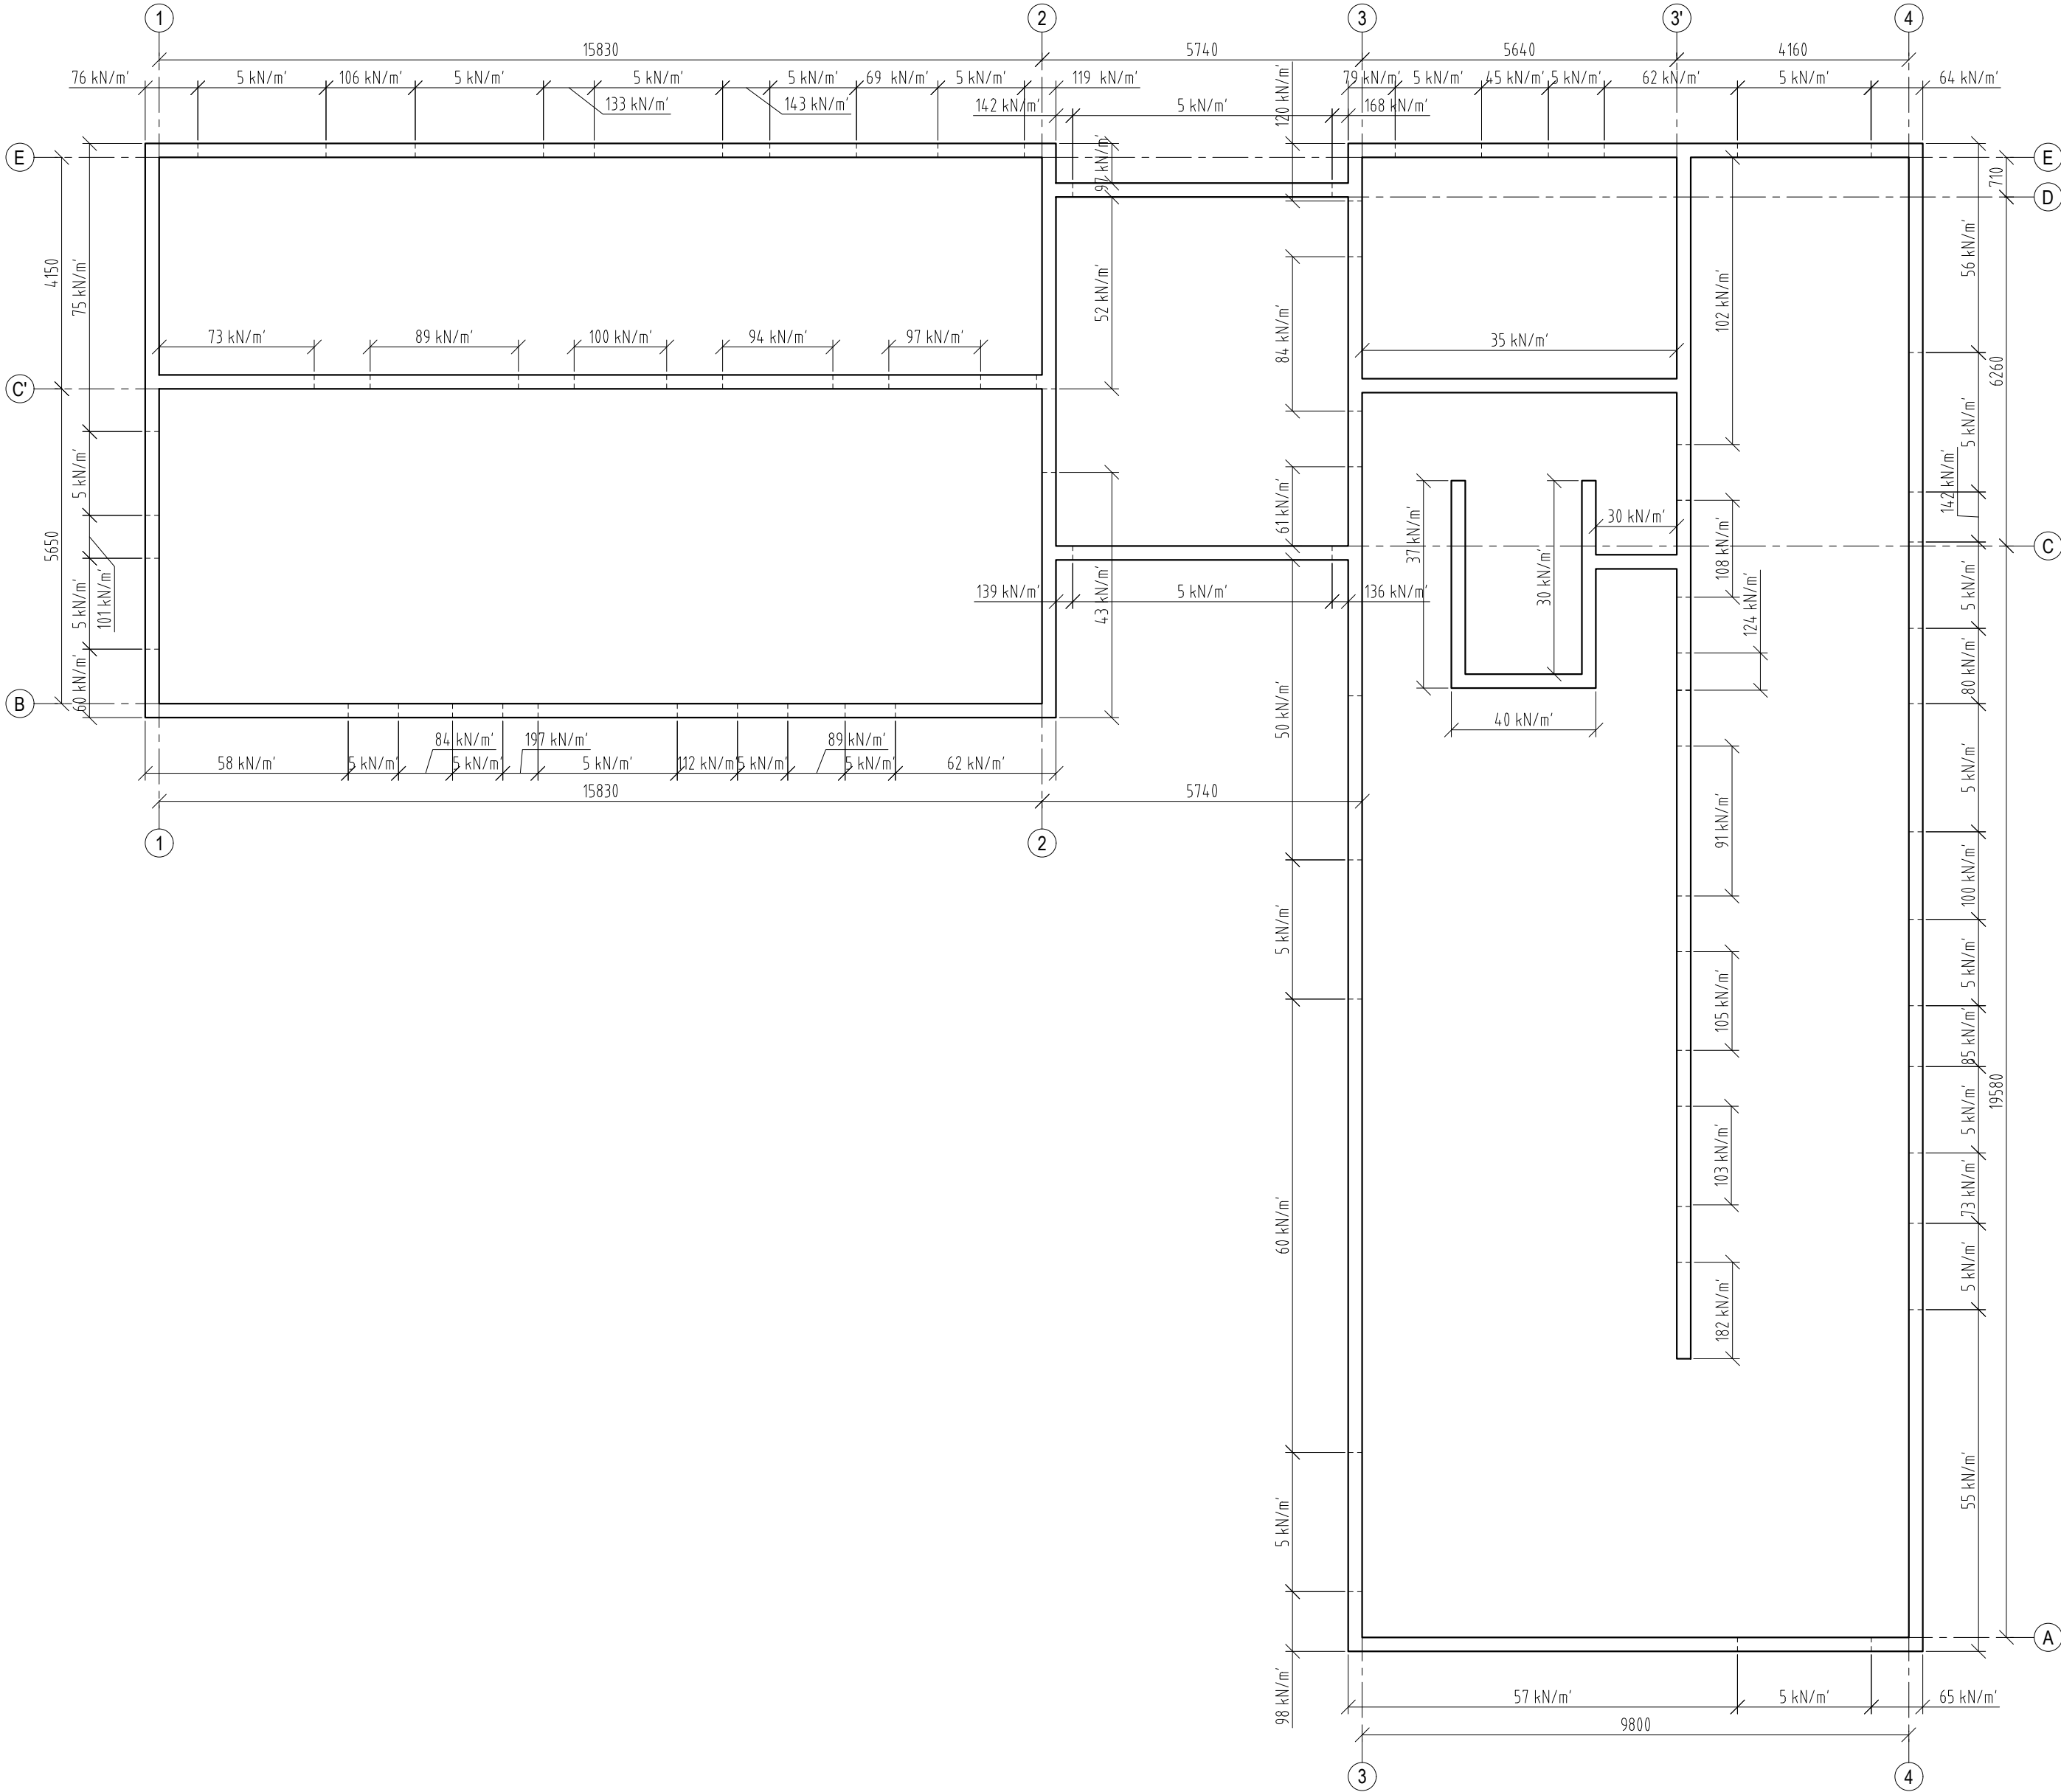 1
2
3
3'
4
15830
5740
5640
4160
76 kN/m'
5 kN/m'
106 kN/m'
5 kN/m'
5 kN/m'
5 kN/m'
69 kN/m'
5 kN/m'
119 kN/m'
120 kN/m'
79 kN/m'
5 kN/m'
45 kN/m'
5 kN/m'
62 kN/m'
5 kN/m'
64 kN/m'
133 kN/m'
143 kN/m'
142 kN/m'
5 kN/m'
168 kN/m'
E
E
97 kN/m'
710
D
4150
75 kN/m'
52 kN/m'
84 kN/m'
102 kN/m'
56 kN/m'
6260
73 kN/m'
89 kN/m'
100 kN/m'
94 kN/m'
97 kN/m'
35 kN/m'
C'
5 kN/m'
5 kN/m'
142 kN/m'
61 kN/m'
37 kN/m'
30 kN/m'
30 kN/m'
108 kN/m'
C
5650
101 kN/m'
5 kN/m'
139 kN/m'
5 kN/m'
136 kN/m'
43 kN/m'
124 kN/m'
5 kN/m'
60 kN/m'
B
80 kN/m'
50 kN/m'
40 kN/m'
84 kN/m'
197 kN/m'
89 kN/m'
58 kN/m'
5 kN/m'
5 kN/m'
5 kN/m'
112 kN/m'
5 kN/m'
5 kN/m'
62 kN/m'
5 kN/m'
15830
5740
1
2
91 kN/m'
100 kN/m'
5 kN/m'
105 kN/m'
5 kN/m'
85 kN/m'
19580
5 kN/m'
103 kN/m'
73 kN/m'
60 kN/m'
5 kN/m'
182 kN/m'
55 kN/m'
5 kN/m'
A
98 kN/m'
57 kN/m'
5 kN/m'
65 kN/m'
9800
3
4